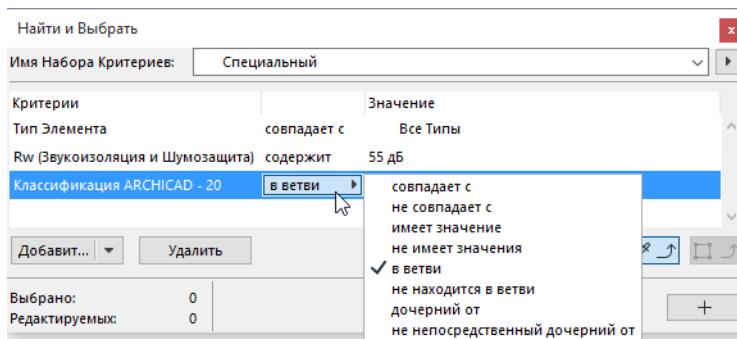 Найти и Выбрать
Имя Набора Критериев: Специальный
Критерии Значение
Тип Элемента совпадает с Все Типы
Rw (Звукоизоляция и Шумозащита) содержит 55 дБ
Классификация ARCHICAD - 20 в ветви
совпадает с
не совпадает с
имеет значение
не имеет значения
в ветви
не находится в ветви
дочерний от
не непосредственный дочерний от
Добавит... Удалить
Выбрано: 0
Редактируемых: 0